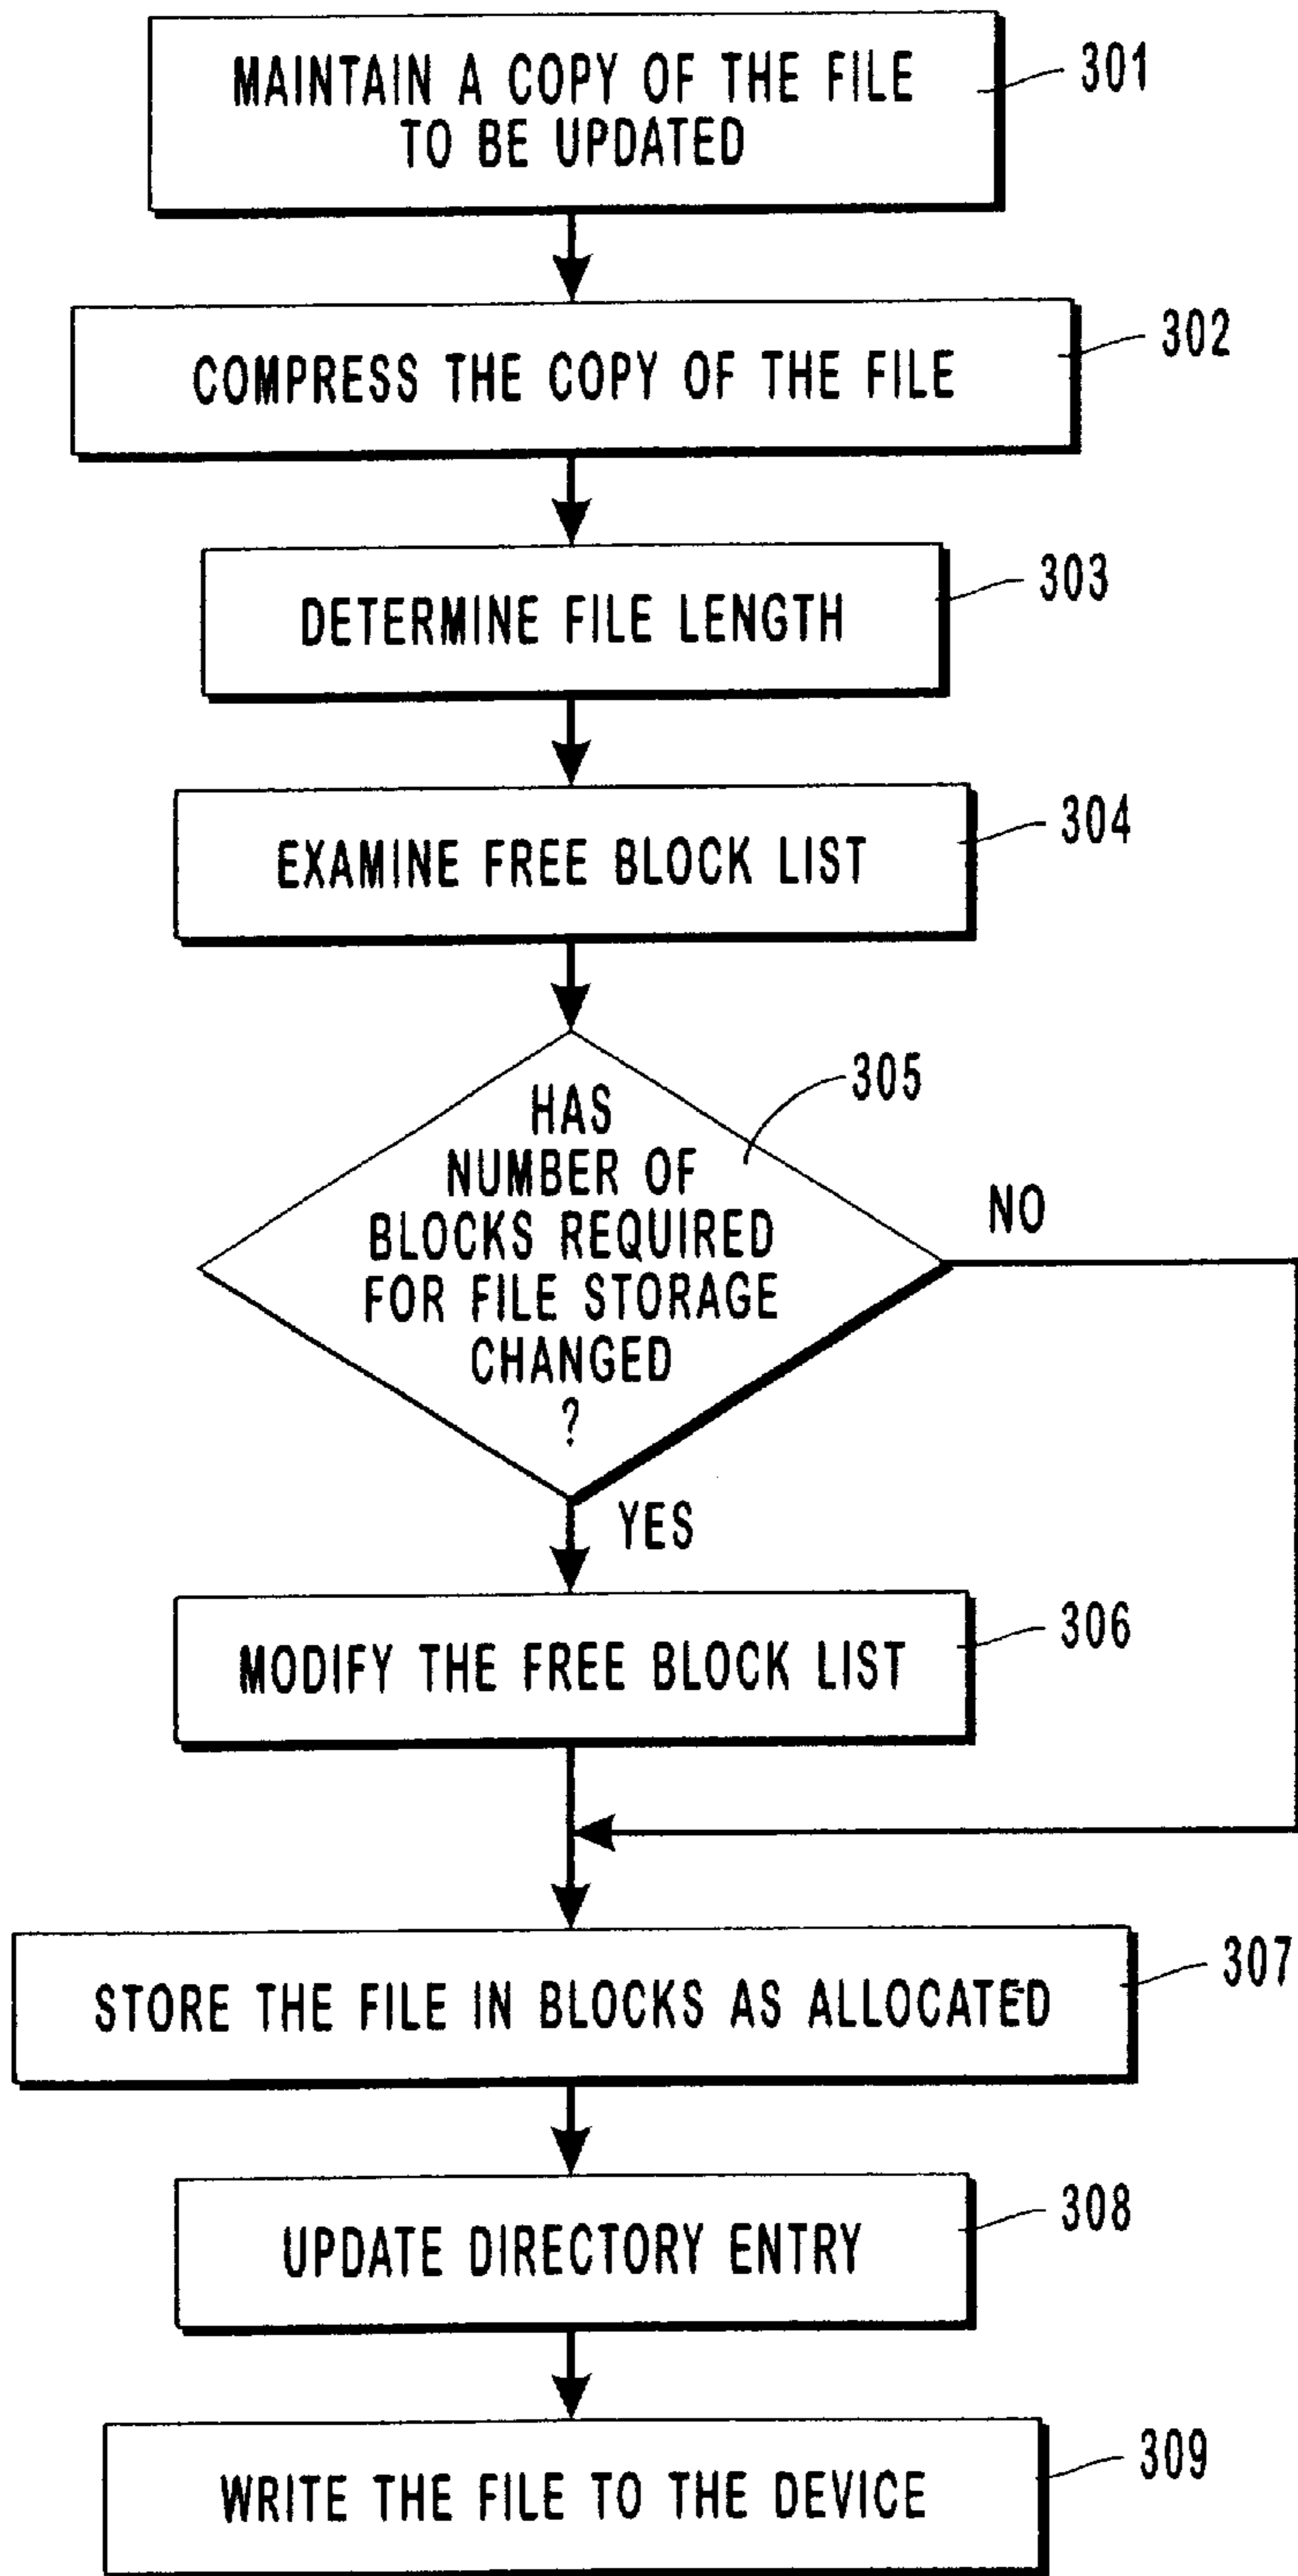 MAINTAIN A COPY OF THE FILE
TO BE UPDATED
301
COMPRESS THE COPY OF THE FILE
302
DETERMINE FILE LENGTH
303
EXAMINE FREE BLOCK LIST
304
HAS
NUMBER OF
BLOCKS REQUIRED
FOR FILE STORAGE
CHANGED
?
305
NO
YES
MODIFY THE FREE BLOCK LIST
306
STORE THE FILE IN BLOCKS AS ALLOCATED
307
UPDATE DIRECTORY ENTRY
308
WRITE THE FILE TO THE DEVICE
309